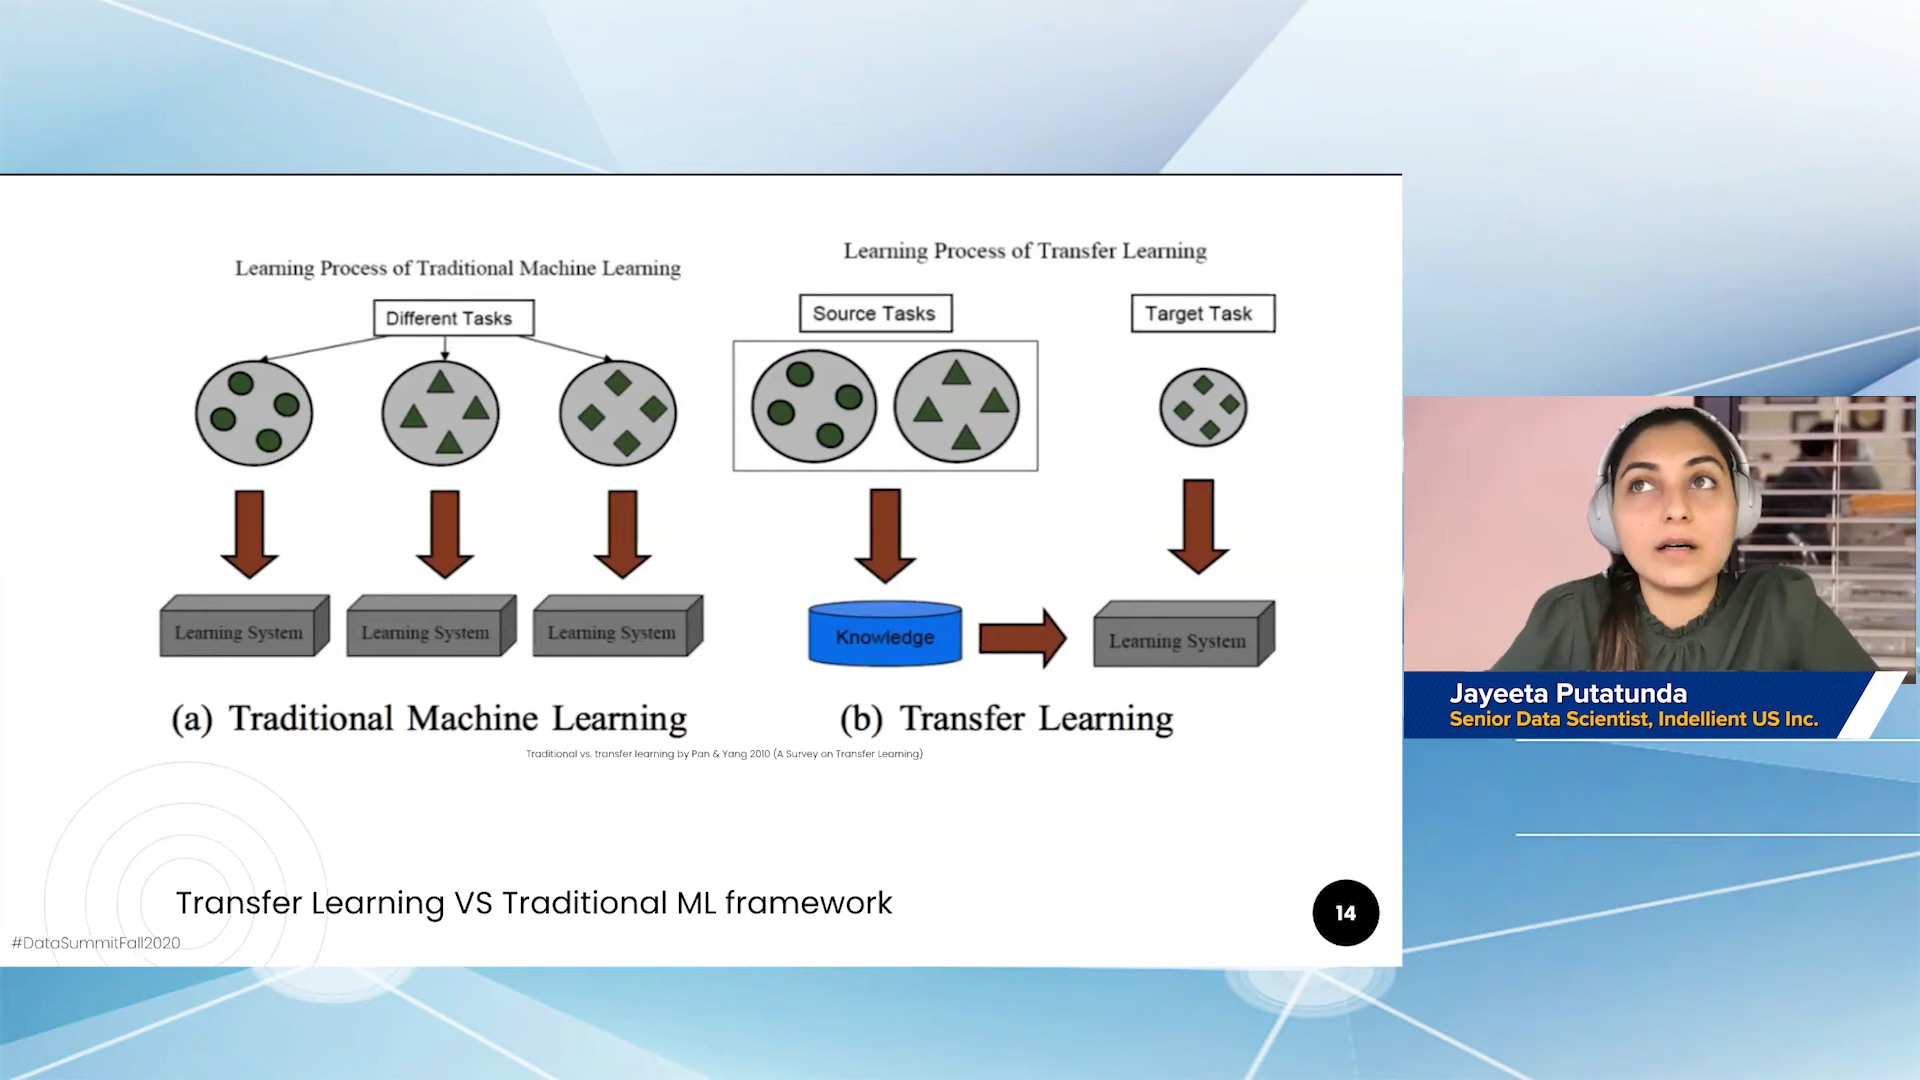 Learning Process of Traditional Machine Learning
Different Tasks
Learning System
Learning System
Learning System
(a) Traditional Machine Learning
Learning Process of Transfer Learning
Source Tasks
Target Task
Knowledge
Learning System
(b) Transfer Learning
Traditional vs. transfer learning by Pan & Yang 2010 (A Survey on Transfer Learning)
Transfer Learning VS Traditional ML framework
14
#DataSummitFall2020
Jayeeta Putatunda
Senior Data Scientist, Indellient US Inc.